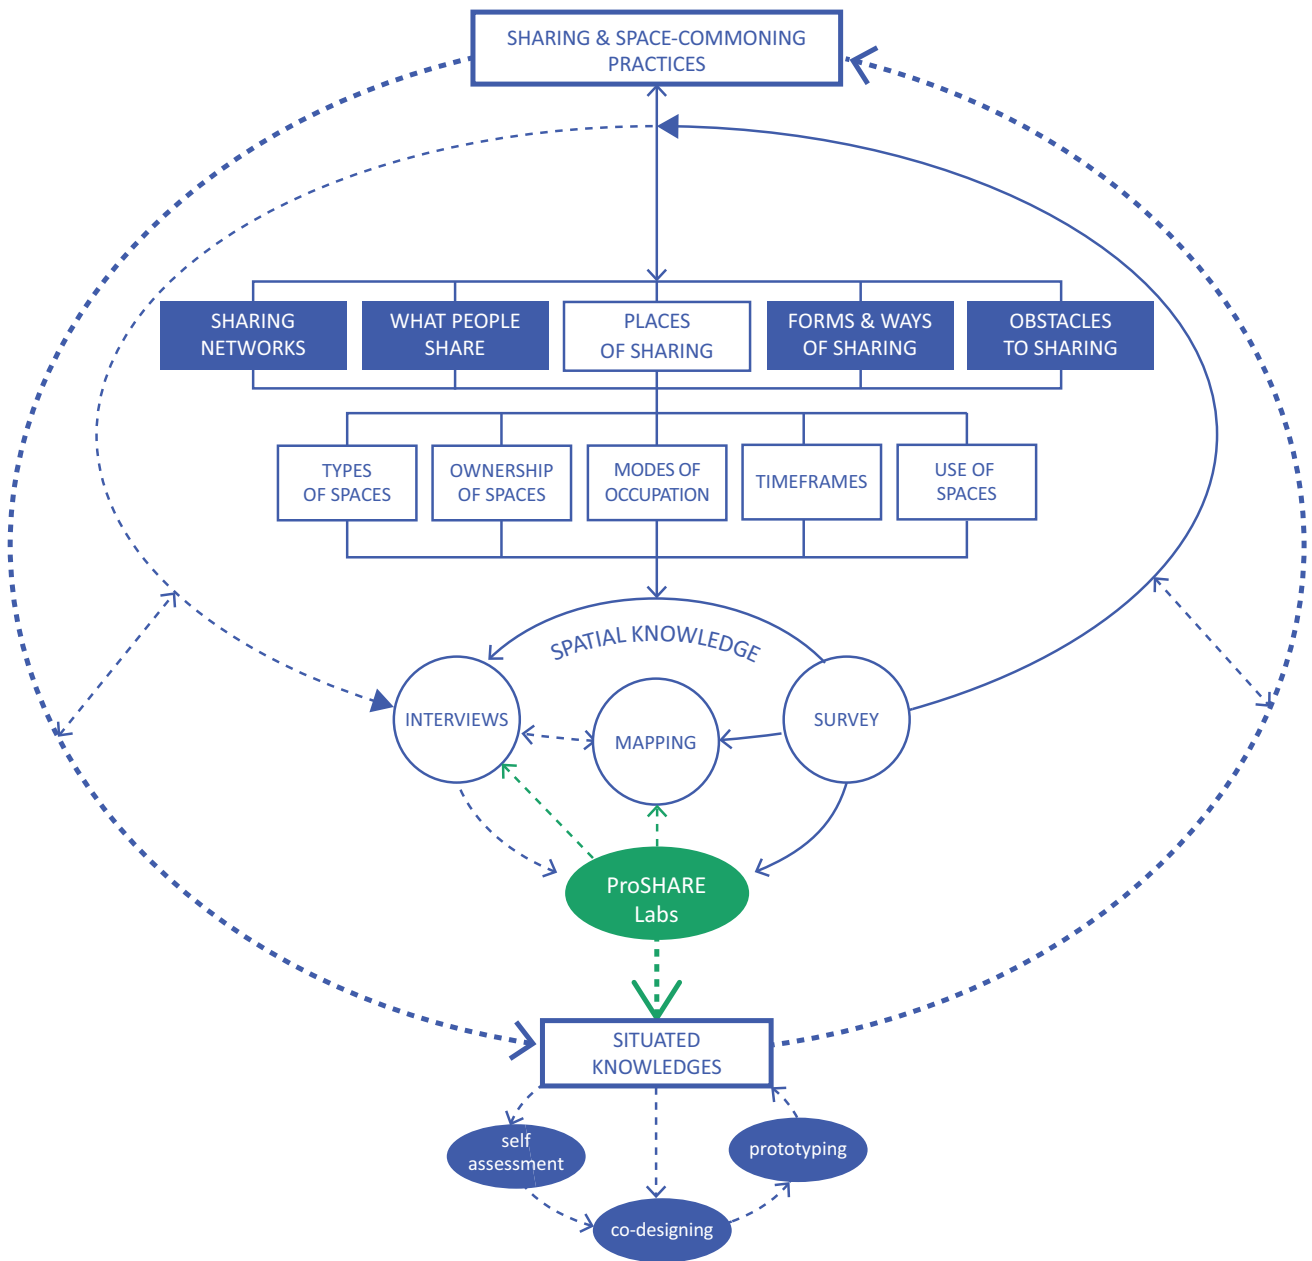 SHARING & SPACE-COMMONING
PRACTICES
SHARING
NETWORKS
WHAT PEOPLE
SHARE
PLACES
OF SHARING
FORMS & WAYS
OF SHARING
OBSTACLES
TO SHARING
TYPES
OF SPACES
OWNERSHIP
OF SPACES
MODES OF
OCCUPATION
TIMEFRAMES
USE OF
SPACES
SPATIAL KNOWLEDGE
INTERVIEWS
MAPPING
SURVEY
ProSHARE
Labs
SITUATED
KNOWLEDGES
self
assessment
prototyping
co-designing